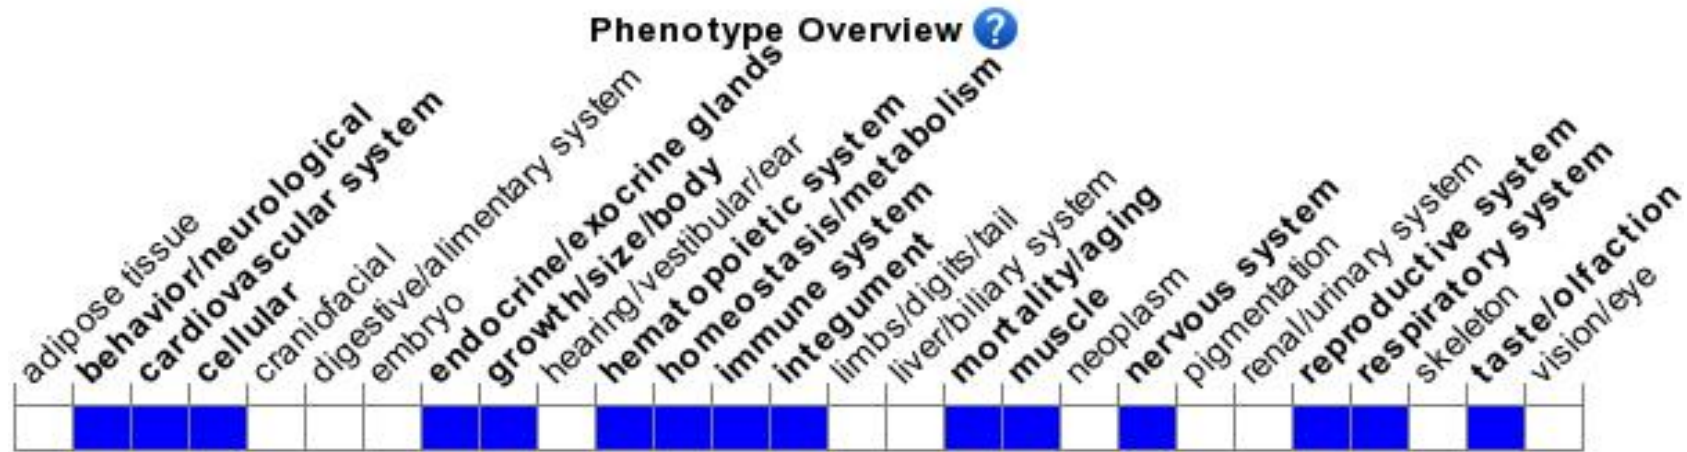 Phenotype Overview ?
adipose tissue
behavior/neurological
cardiovascular system
cellular
craniofacial
digestive/alimentary system
embryo
endocrine/exocrine glands
growth/size/body
hearing/vestibular/ear
hematopoietic system
homeostasis/metabolism
immune system
integument
limbs/digits/tail
liver/biliary system
mortality/aging
muscle
neoplasm
nervous system
pigmentation
renal/urinary system
reproductive system
respiratory system
skeleton
taste/olfaction
vision/eye